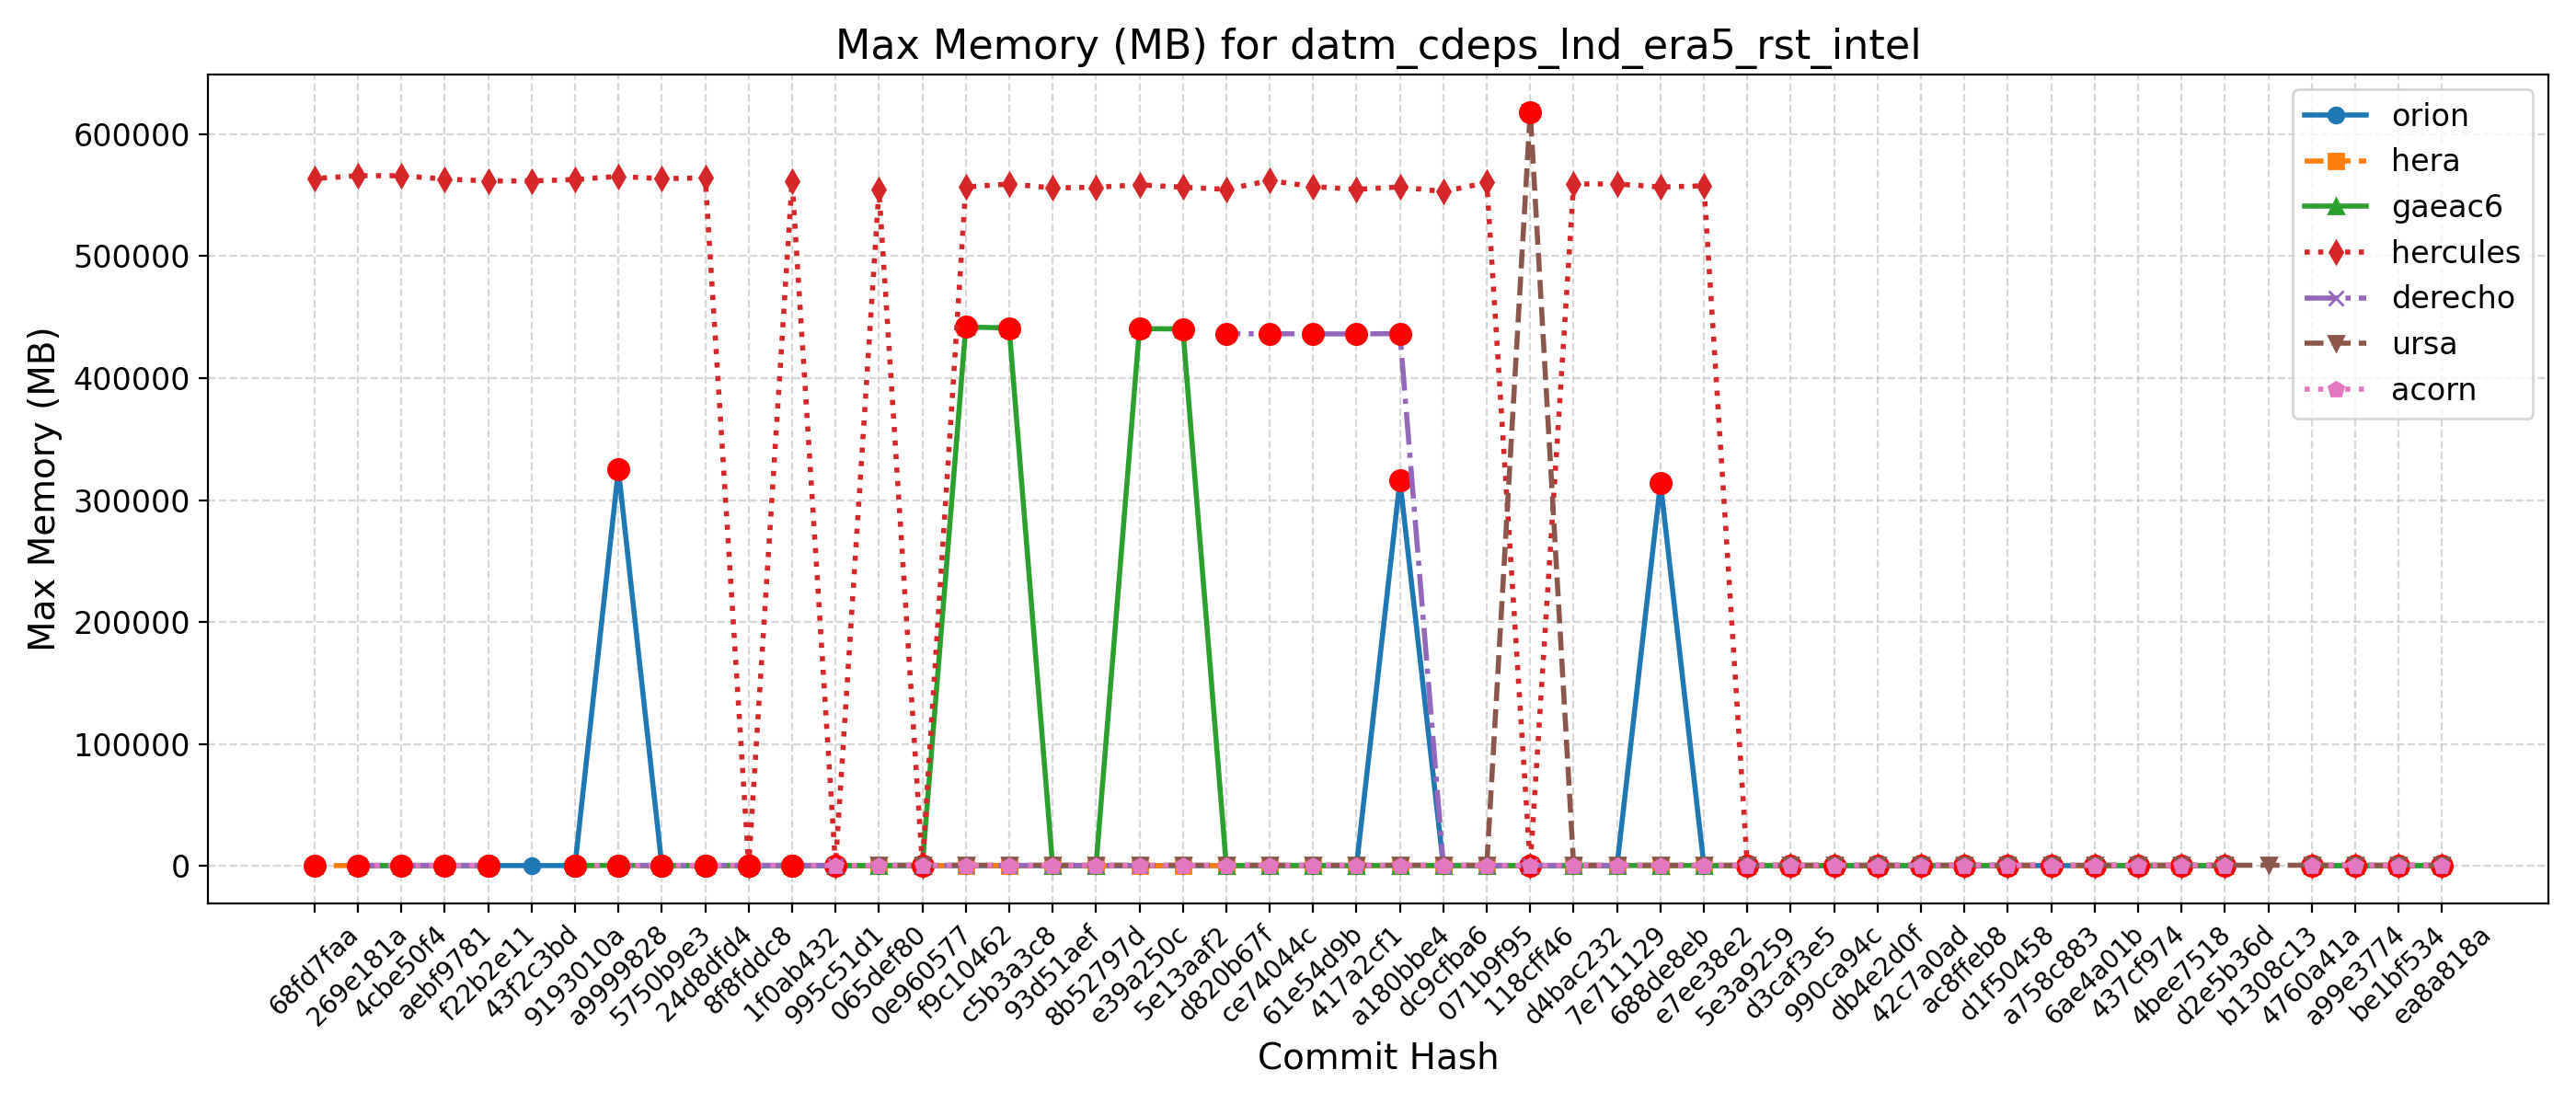 Max Memory (MB) for datm_cdeps_lnd_era5_rst_intel
Max Memory (MB)
600000
500000
400000
300000
200000
100000
0
orion
hera
gaeac6
hercules
derecho
ursa
acorn
68fd7faa
269e181a
4cbe50f4
aebf9781
f22b2e11
43f2c3bd
9193010a
a9999828
5750b9e3
24d8dfd4
8f8fddc8
1f0ab432
995c51d1
065def80
0e960577
f9c10462
c5b3a3c8
93d51aef
8b52797d
e39a250c
5e13aaf2
d820b67f
ce74044c
61e54d9b
417a2cf1
a180bbe4
dc9cfba6
071b9f95
118cff46
d4bac232
7e711129
688de8eb
e7ee38e2
5e3a9259
d3caf3e5
990ca94c
db4e2d0f
42c7a0ad
ac8ffeb8
d1f50458
a758c883
6ae4a01b
437cf974
4bee7518
d2e5b36d
b1308c13
4760a41a
a99e3774
be1bf534
ea8a818a
Commit Hash